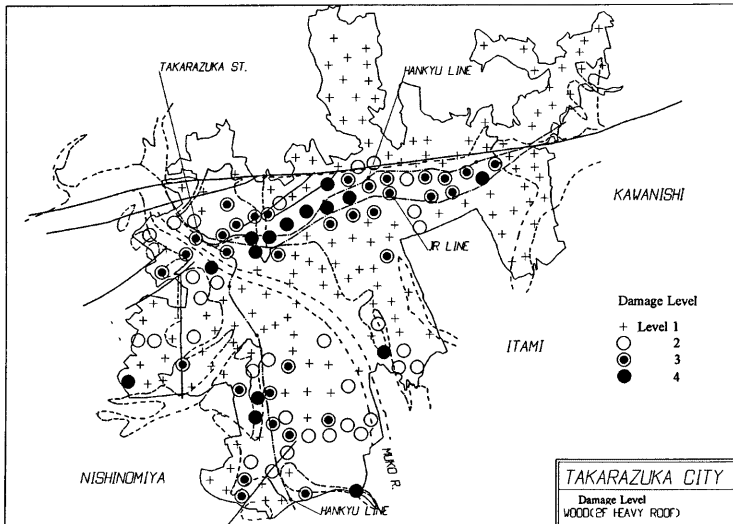 TAKARAZUKA ST.
HANKYU LINE
KAWANISHI
JR LINE
Damage Level
+ Level 1
2
3
4
ITAMI
MUKO R.
NISHINOMIYA
HANKYU LINE
TAKARAZUKA CITY
Damage Level
WOOD(2F HEAVY ROOF)